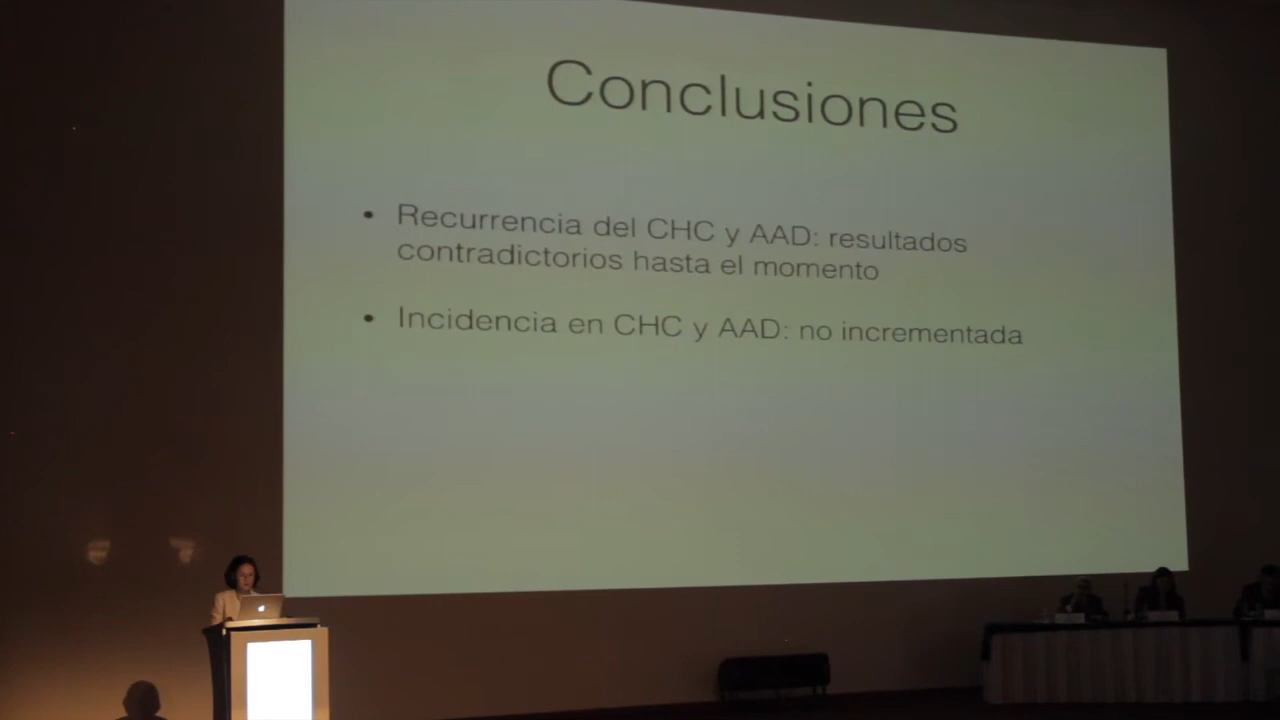 Conclusiones
• Recurrencia del CHC y AAD: resultados
contradictorios hasta el momento
• Incidencia en CHC y AAD: no incrementada